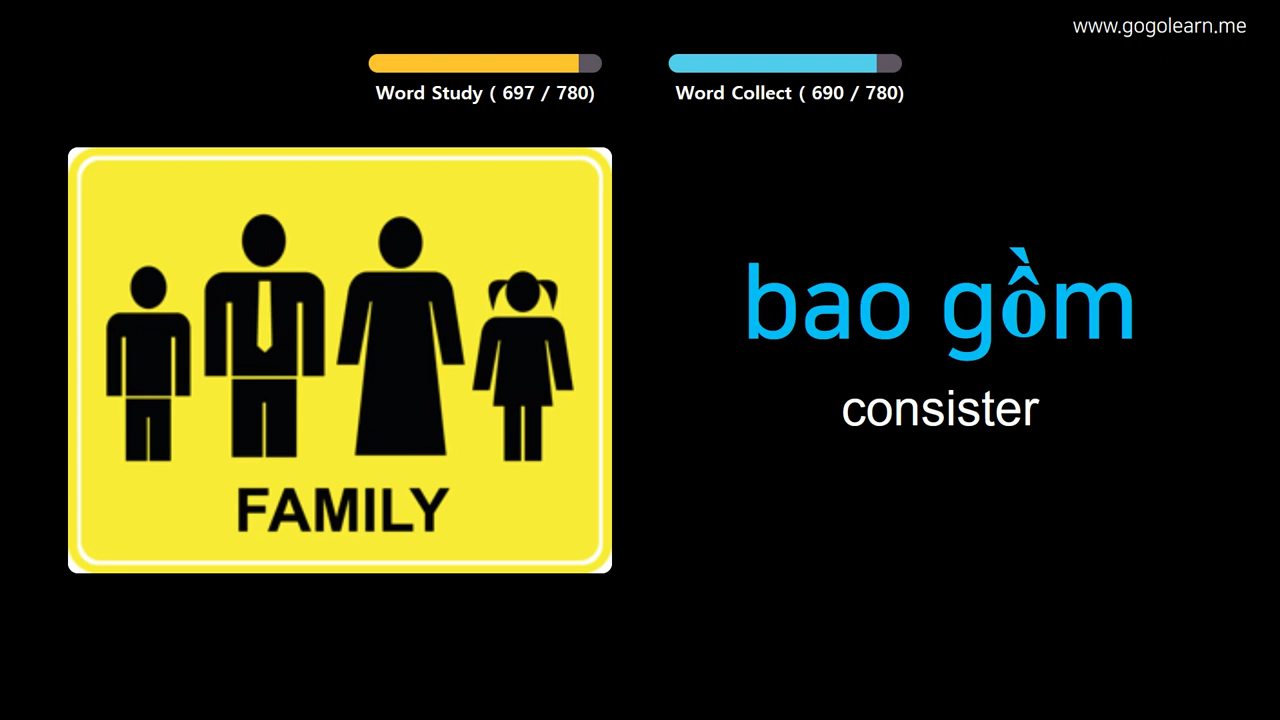 www.gogolearn.me
Word Study ( 697 / 780)
Word Collect ( 690 / 780)
FAMILY
bao gồm
consister